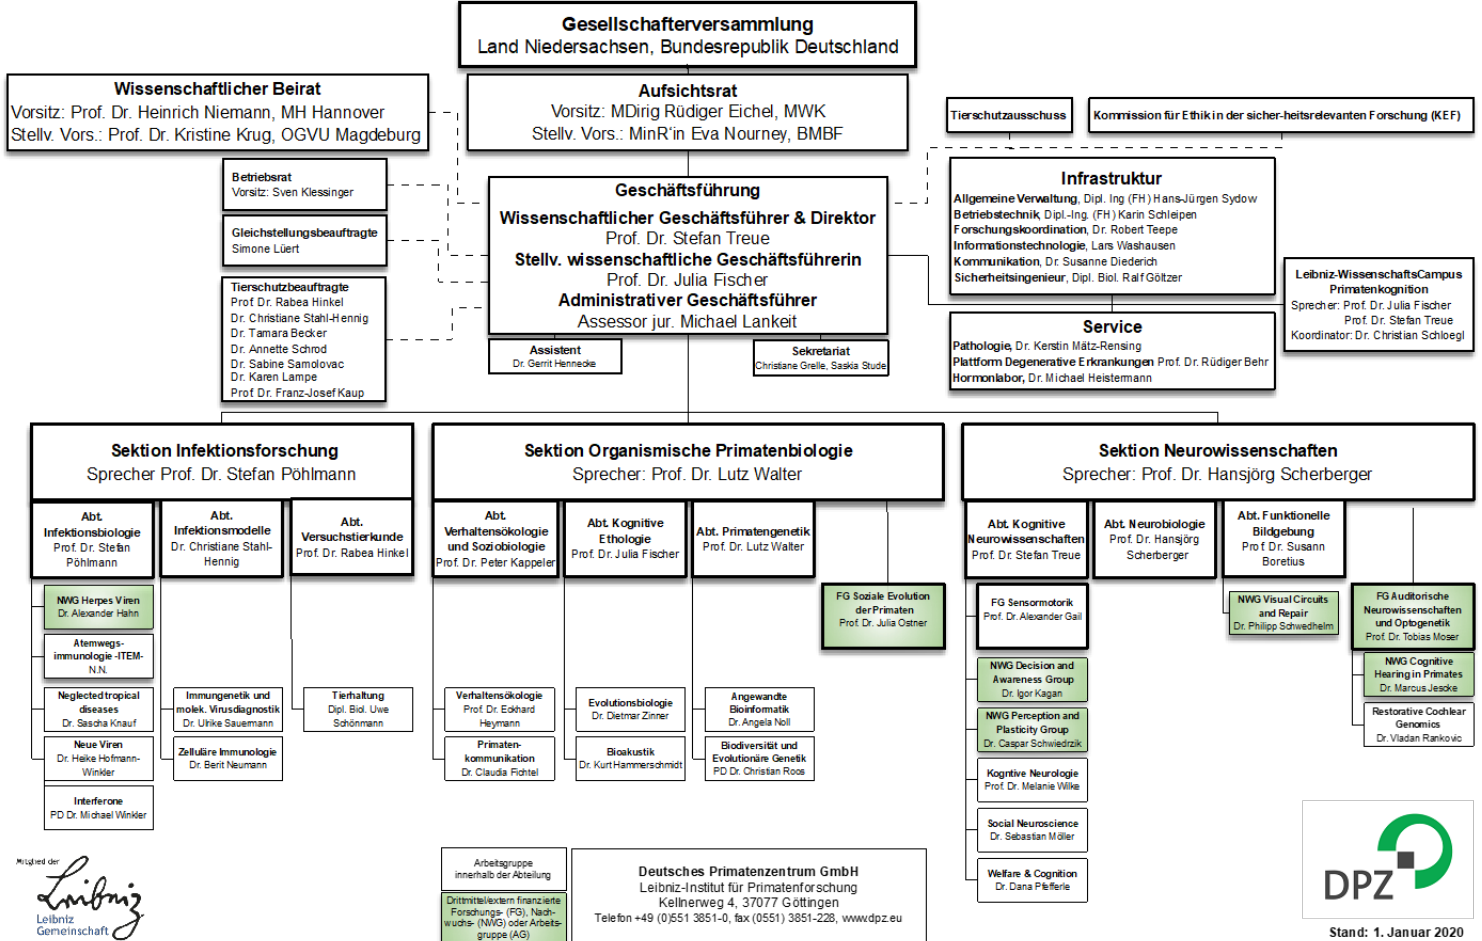 Gesellschafterversammlung
Land Niedersachsen, Bundesrepublik Deutschland
Wissenschaftlicher Beirat
Vorsitz: Prof. Dr. Heinrich Niemann, MH Hannover
Stellv. Vors.: Prof. Dr. Kristine Krug, OGVU Magdeburg
Aufsichtsrat
Vorsitz: MDirig Rüdiger Eichel, MWK
Stellv. Vors.: MinR'in Eva Nourney, BMBF
Tierschutzausschuss
Kommission für Ethik in der sicher-heitsrelevanten Forschung (KEF)
Betriebsrat
Vorsitz: Sven Klessinger
Gleichstellungsbeauftragte
Simone Lüert
Tierschutzbeauftragte
Prof. Dr. Rabea Hinkel
Dr. Christiane Stahl-Hennig
Dr. Tamara Becker
Dr. Annette Schrod
Dr. Sabine Samolovac
Dr. Karen Lampe
Prof. Dr. Franz-Josef Kaup
Geschäftsführung
Wissenschaftlicher Geschäftsführer & Direktor
Prof. Dr. Stefan Treue
Stellv. wissenschaftliche Geschäftsführerin
Prof. Dr. Julia Fischer
Administrativer Geschäftsführer
Assessor jur. Michael Lankeit
Assistent
Dr. Gerrit Hennecke
Sekretariat
Christiane Grelle, Saskia Stude
Infrastruktur
Allgemeine Verwaltung, Dipl. Ing (FH) Hans-Jürgen Sydow
Betriebstechnik, Dipl.-Ing. (FH) Karin Schleipen
Forschungskoordination, Dr. Robert Teepe
Informationstechnologie, Lars Washausen
Kommunikation, Dr. Susanne Diederich
Sicherheitsingenieur, Dipl. Biol. Ralf Göltzer
Service
Pathologie, Dr. Kerstin Mätz-Rensing
Plattform Degenerative Erkrankungen Prof. Dr. Rüdiger Behr
Hormonlabor, Dr. Michael Heistermann
Leibniz-WissenschaftsCampus
Primatenkognition
Sprecher: Prof. Dr. Julia Fischer
Prof. Dr. Stefan Treue
Koordinator: Dr. Christian Schloegl
Sektion Infektionsforschung
Sprecher Prof. Dr. Stefan Pöhlmann
Abt.
Infektionsbiologie
Prof. Dr. Stefan
Pöhlmann
Abt.
Infektionsmodelle
Dr. Christiane Stahl-
Hennig
Abt.
Versuchstierkunde
Prof. Dr. Rabea Hinkel
NWG Herpes Viren
Dr. Alexander Hahn
Atemwegs-
immunologie -ITEM-
N.N.
Neglected tropical
diseases
Dr. Sascha Knauf
Neue Viren
Dr. Heike Hofmann-
Winkler
Interferone
PD Dr. Michael Winkler
Immungenetik und
molek. Virusdiagnostik
Dr. Ulrike Sauermann
Zelluläre Immunologie
Dr. Berit Neumann
Tierhaltung
Dipl. Biol. Uwe
Schönmann
Sektion Organismische Primatenbiologie
Sprecher: Prof. Dr. Lutz Walter
Abt.
Verhaltensökologie
und Soziobiologie
Prof. Dr. Peter Kappeler
Abt. Kognitive
Ethologie
Prof. Dr. Julia Fischer
Abt. Primatengenetik
Prof. Dr. Lutz Walter
FG Soziale Evolution
der Primaten
Prof. Dr. Julia Ostner
Verhaltensökologie
Prof. Dr. Eckhard
Heymann
Primaten-
kommunikation
Dr. Claudia Fichtel
Evolutionsbiologie
Dr. Dietmar Zinner
Bioakustik
Dr. Kurt Hammerschmidt
Angewandte
Bioinformatik
Dr. Angela Noll
Biodiversität und
Evolutionäre Genetik
PD Dr. Christian Roos
Sektion Neurowissenschaften
Sprecher: Prof. Dr. Hansjörg Scherberger
Abt. Kognitive
Neurowissenschaften
Prof. Dr. Stefan Treue
Abt. Neurobiologie
Prof. Dr. Hansjörg
Scherberger
Abt. Funktionelle
Bildgebung
Prof. Dr. Susann
Boretius
FG Sensormotorik
Prof. Dr. Alexander Gail
NWG Decision and
Awareness Group
Dr. Igor Kagan
NWG Perception and
Plasticity Group
Dr. Caspar Schwiedrzik
Kogntive Neurologie
Prof. Dr. Melanie Wilke
Social Neuroscience
Dr. Sebastian Möller
Welfare & Cognition
Dr. Dana Pfefferle
NWG Visual Circuits
and Repair
Dr. Philipp Schwedhelm
FG Auditorische
Neurowissenschaften
und Optogenetik
Prof. Dr. Tobias Moser
NWG Cognitive
Hearing in Primates
Dr. Marcus Jeschke
Restorative Cochlear
Genomics
Dr. Vladan Rankovic
Mitglied der
Leibniz
Leibniz
Gemeinschaft
Arbeitsgruppe
innerhalb der Abteilung
Drittmittel/extern finanzierte
Forschungs- (FG), Nach-
wuchs- (NWG) oder Arbeits-
gruppe (AG)
Deutsches Primatenzentrum GmbH
Leibniz-Institut für Primatenforschung
Kellnerweg 4, 37077 Göttingen
Telefon +49 (0)551 3851-0, fax (0551) 3851-228, www.dpz.eu
DPZ
Stand: 1. Januar 2020